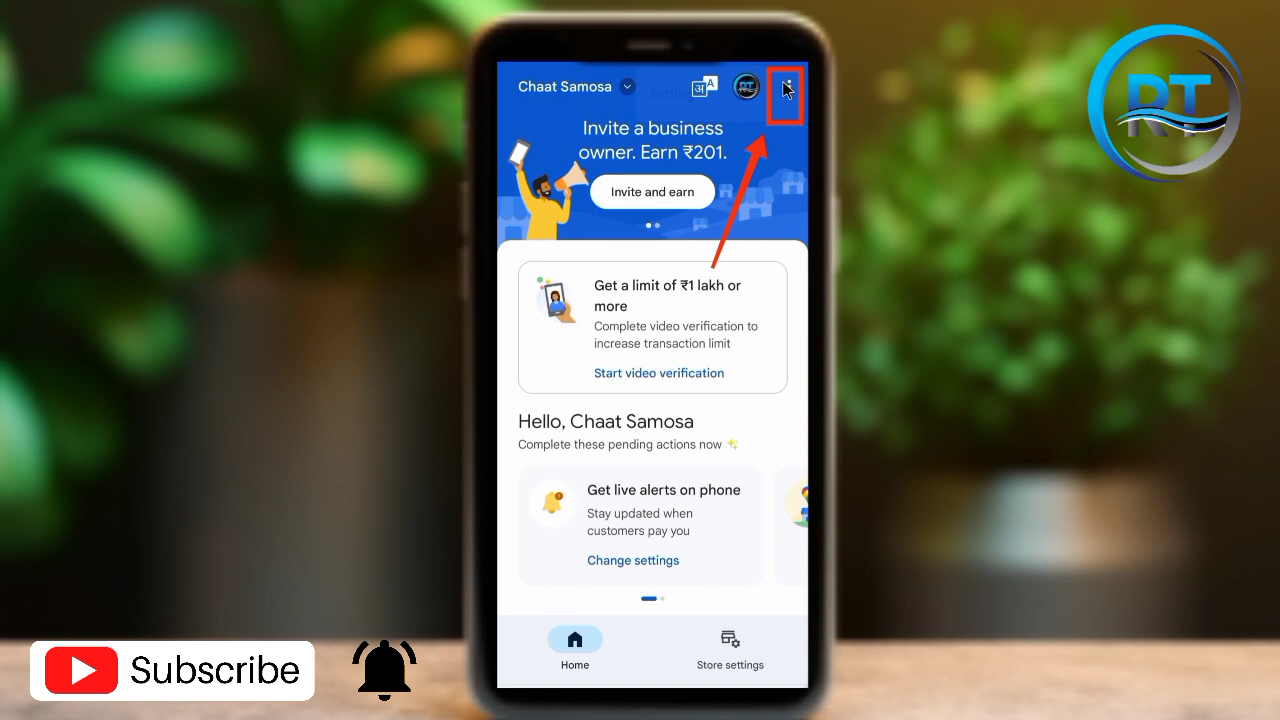 Chaat Samosa
अ A
Settings
Invite a business
owner. Earn ₹201.
Invite and earn
Get a limit of ₹1 lakh or
more
Complete video verification to
increase transaction limit
Start video verification
Hello, Chaat Samosa
Complete these pending actions now
Get live alerts on phone
Stay updated when
customers pay you
Change settings
Home
Store settings
RT
RT
Subscribe